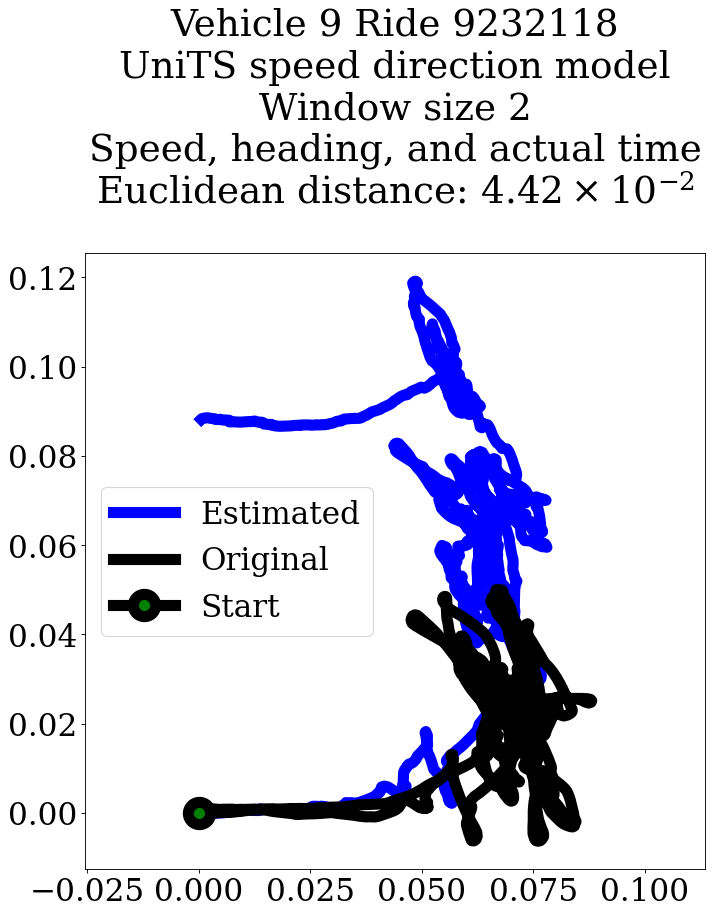 Vehicle 9 Ride 9232118
UniTS speed direction model
Window size 2
Speed, heading, and actual time
Euclidean distance: 4.42 × 10⁻²
0.12
0.10
0.08
0.06
0.04
0.02
0.00
Estimated
Original
Start
−0.025 0.000 0.025 0.050 0.075 0.100